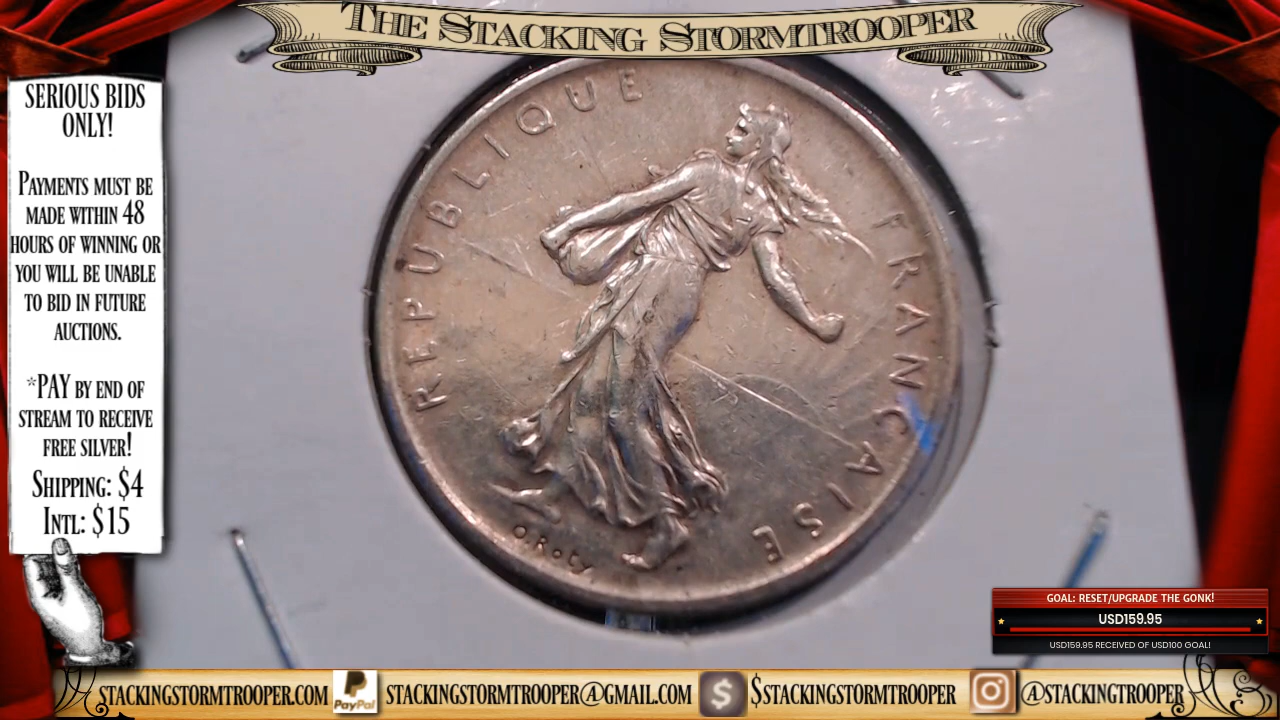 The Stacking Stormtrooper
SERIOUS BIDS
ONLY!
PAYMENTS MUST BE
MADE WITHIN 48
HOURS OF WINNING OR
YOU WILL BE UNABLE
TO BID IN FUTURE
AUCTIONS.
*PAY BY END OF
STREAM TO RECEIVE
FREE SILVER!
SHIPPING: $4
INTL: $15
REPUBLIQUE
FRANCAISE
O. Roty.
GOAL: RESET/UPGRADE THE GONK!
USD159.95
USD159.95 RECEIVED OF USD100 GOAL!
STACKINGSTORMTROOPER.COM
PayPal
STACKINGSTORMTROOPER@GMAIL.COM
$
$STACKINGSTORMTROOPER
@STACKINGTROOPER